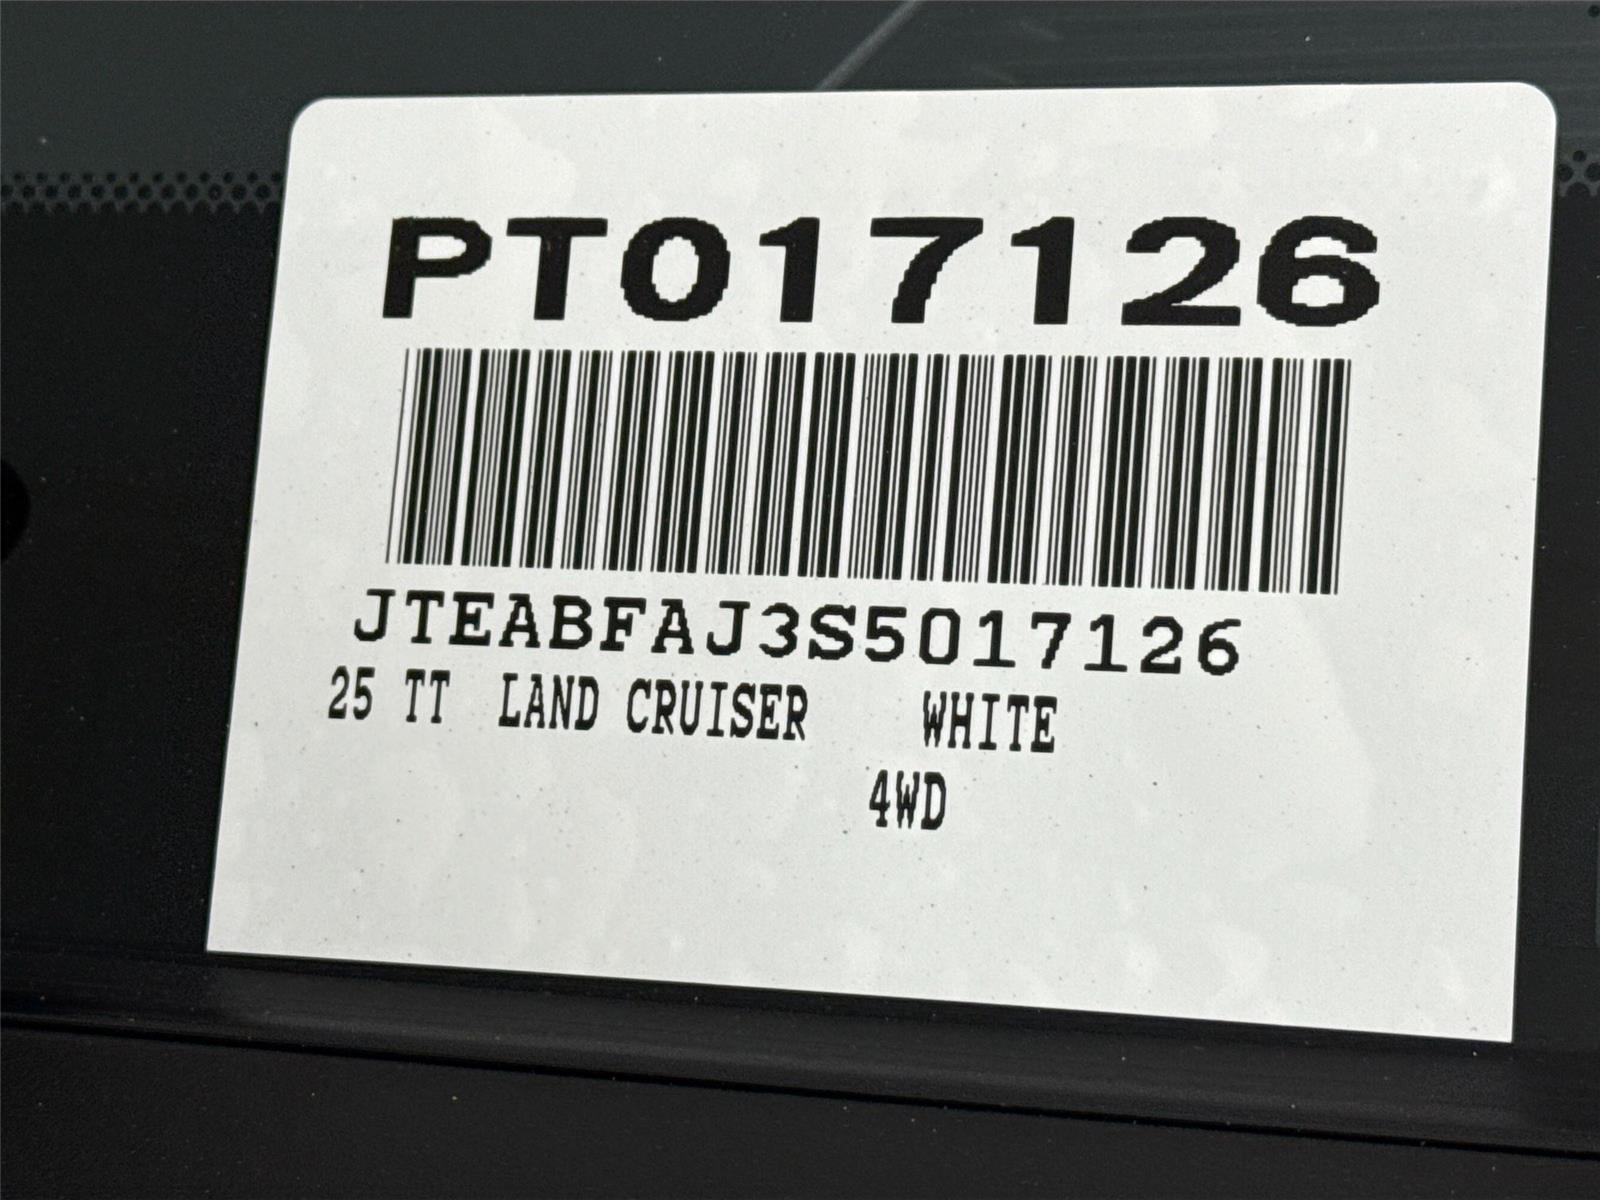 PT017126
JTEABFAJ3S5017126
25 TT LAND CRUISER WHITE
4WD